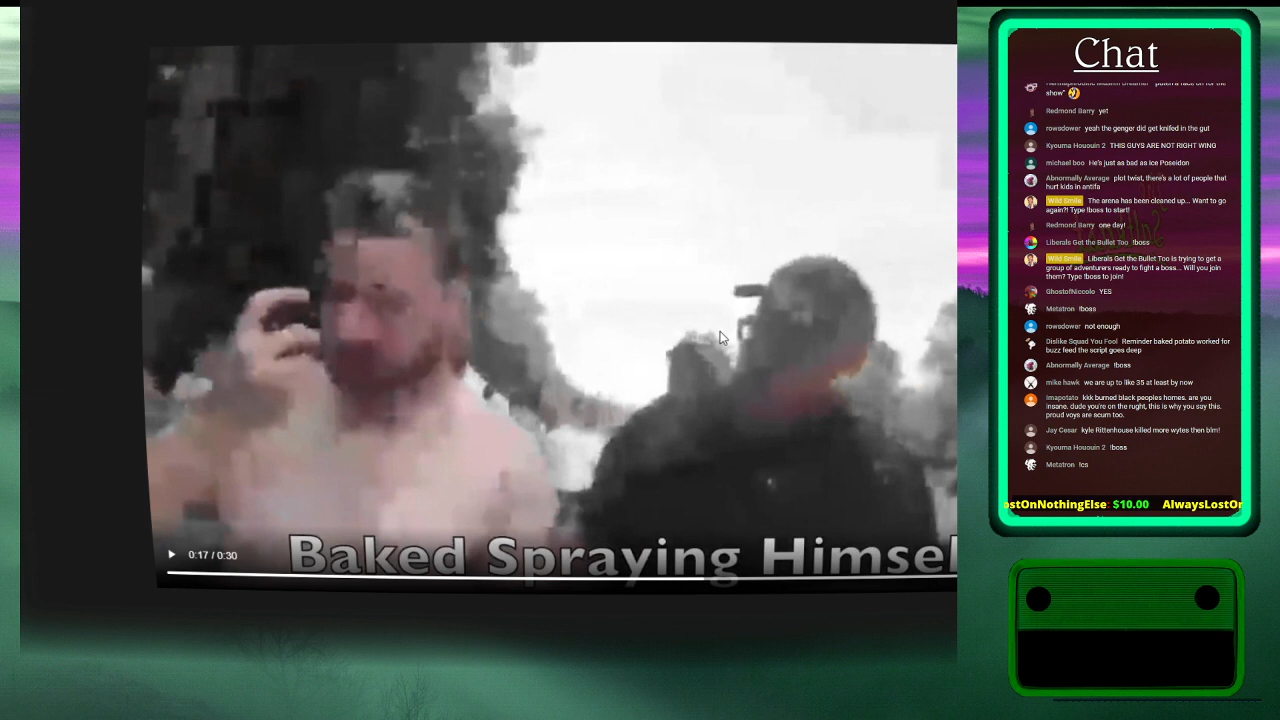 0:17 / 0:30
Baked Spraying Himsel
Chat
show"
Redmond Barry yet
rowsdower yeah the genger did get knifed in the gut
Kyouma Hououin 2 THIS GUYS ARE NOT RIGHT WING
michael boo He's just as bad as Ice Poseidon
Abnormally Average plot twist, there's a lot of people that
hurt kids in antifa
Wild Smile The arena has been cleaned up... Want to go
again?! Type !boss to start!
Redmond Barry one day!
Liberals Get the Bullet Too !boss
Wild Smile Liberals Get the Bullet Too is trying to get a
group of adventurers ready to fight a boss... Will you join
them? Type !boss to join!
GhostofNiccolo YES
Metatron !boss
rowsdower not enough
Dislike Squad You Fool Reminder baked potato worked for
buzz feed the script goes deep
Abnormally Average !boss
mike hawk we are up to like 35 at least by now
Imapotato kkk burned black peoples homes. are you
insane. dude you're on the rught, this is why you say this.
proud voys are scum too.
Jay Cesar kyle Rittenhouse killed more wytes then blm!
Kyouma Hououin 2 !boss
Metatron !cs
ostOnNothingElse: $10.00 AlwaysLostOn